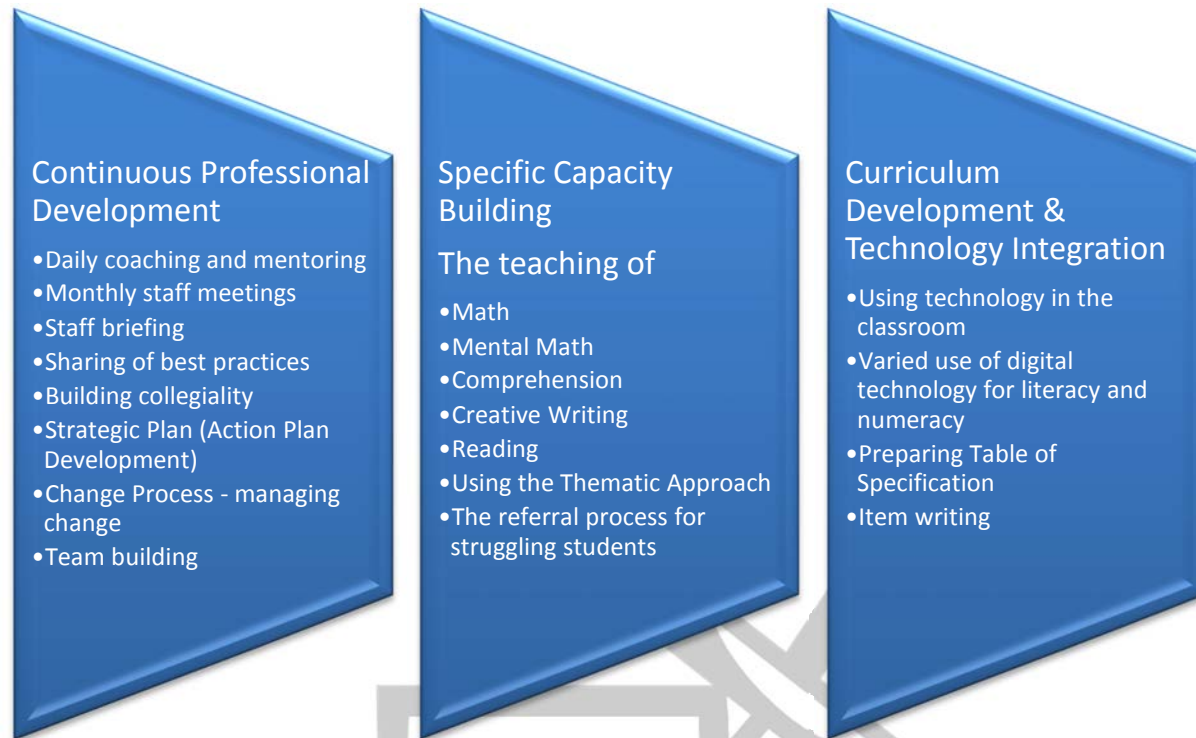 Continuous Professional
Development
•Daily coaching and mentoring
•Monthly staff meetings
•Staff briefing
•Sharing of best practices
•Building collegiality
•Strategic Plan (Action Plan
Development)
•Change Process - managing
change
•Team building
Specific Capacity
Building
The teaching of
•Math
•Mental Math
•Comprehension
•Creative Writing
•Reading
•Using the Thematic Approach
•The referral process for
struggling students
Curriculum
Development &
Technology Integration
•Using technology in the
classroom
•Varied use of digital
technology for literacy and
numeracy
•Preparing Table of
Specification
•Item writing